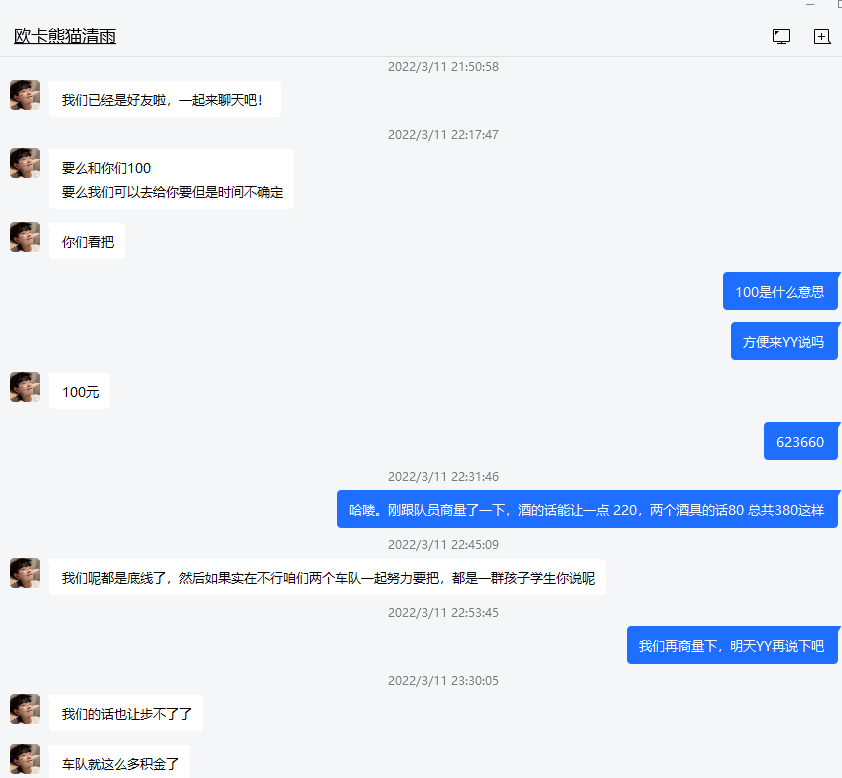 欧卡熊猫清雨
2022/3/11 21:50:58
我们已经是好友啦，一起来聊天吧！
2022/3/11 22:17:47
要么和你们100
要么我们可以去给你要但是时间不确定
你们看把
100是什么意思
方便来YY说吗
100元
623660
2022/3/11 22:31:46
哈喽。刚跟队员商量了一下，酒的话能让一点 220，两个酒具的话80 总共380这样
2022/3/11 22:45:09
我们呢都是底线了，然后如果实在不行咱们两个车队一起努力要把，都是一群孩子学生你说呢
2022/3/11 22:53:45
我们再商量下，明天YY再说下吧
2022/3/11 23:30:05
我们的话也让步不了了
车队就这么多积金了